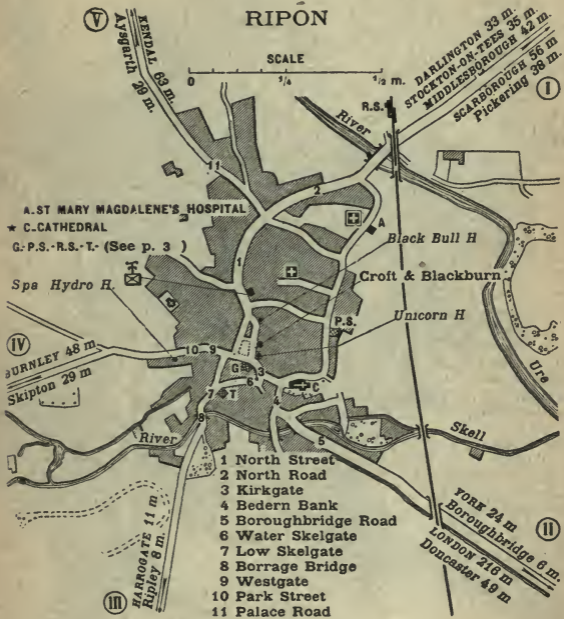 RIPON
SCALE
0 1/4 1/2 m.
V
KENDAL 63 m.
Aysgarth 29 m.
DARLINGTON 33 m.
STOCKTON-ON-TEES 35 m.
MIDDLESBOROUGH 42 m.
SCARBOROUGH 56 m
Pickering 38 m.
I
R.S.
River
11
2
A. ST MARY MAGDALENE'S HOSPITAL
★ C. CATHEDRAL
G.-P.S.-R.S.-T.- (See p. 3 )
A
1
Black Bull H
Croft & Blackburn
Spa Hydro H.
Unicorn H
P.S.
Ure
IV
BURNLEY 48 m
Skipton 29 m
10 9
G 3
6
C
7 T
4
8
5
River
Skell
1 North Street
2 North Road
3 Kirkgate
4 Bedern Bank
5 Boroughbridge Road
6 Water Skelgate
7 Low Skelgate
8 Borrage Bridge
9 Westgate
10 Park Street
11 Palace Road
HARROGATE 11 m
Ripley 8 m.
III
YORK 24 m
Boroughbridge 6 m.
LONDON 216 m
Doncaster 49 m
II